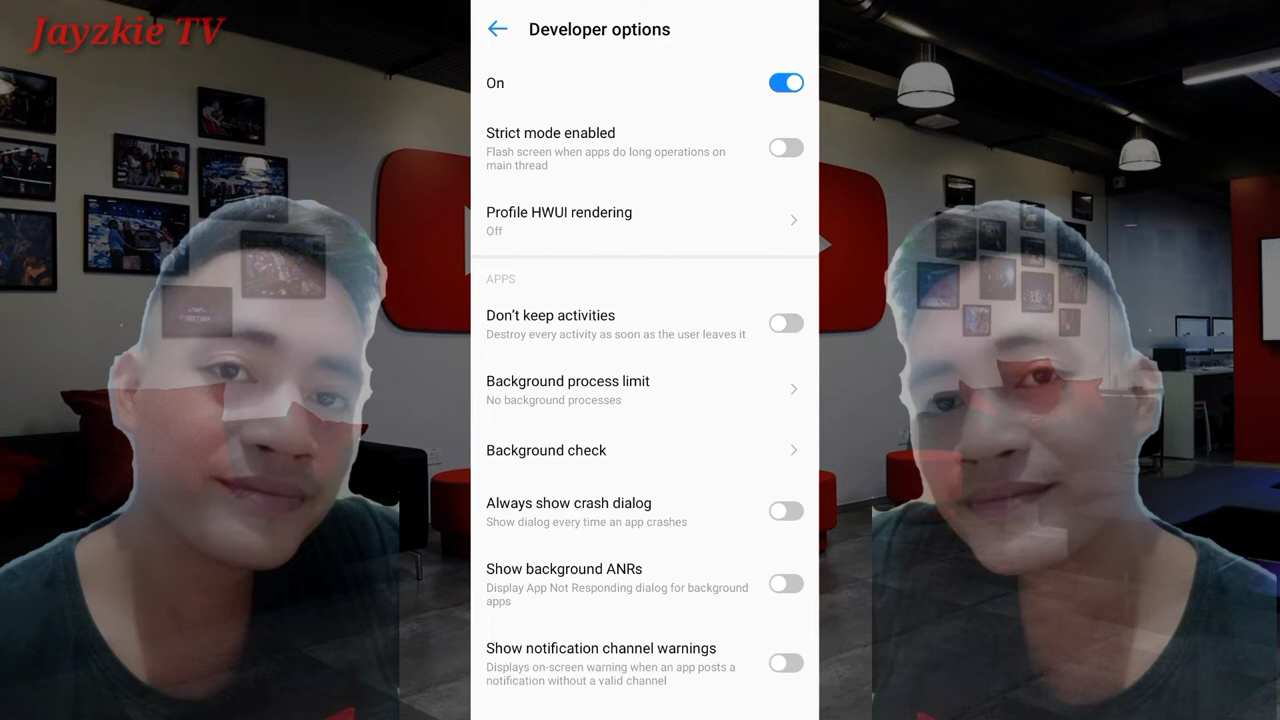 Jayzkie TV
Developer options
On
Strict mode enabled
Flash screen when apps do long operations on
main thread
Profile HWUI rendering
Off
APPS
Don’t keep activities
Destroy every activity as soon as the user leaves it
Background process limit
No background processes
Background check
Always show crash dialog
Show dialog every time an app crashes
Show background ANRs
Display App Not Responding dialog for background
apps
Show notification channel warnings
Displays on-screen warning when an app posts a
notification without a valid channel